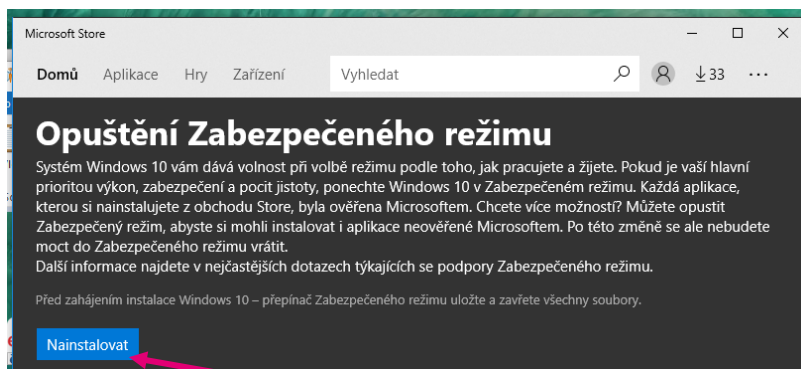 Microsoft Store
Domů Aplikace Hry Zařízení Vyhledat 33
Opuštění Zabezpečeného režimu
Systém Windows 10 vám dává volnost při volbě režimu podle toho, jak pracujete a žijete. Pokud je vaší hlavní
prioritou výkon, zabezpečení a pocit jistoty, ponechte Windows 10 v Zabezpečeném režimu. Každá aplikace,
kterou si nainstalujete z obchodu Store, byla ověřena Microsoftem. Chcete více možností? Můžete opustit
Zabezpečený režim, abyste si mohli instalovat i aplikace neověřené Microsoftem. Po této změně se ale nebudete
moct do Zabezpečeného režimu vrátit.
Další informace najdete v nejčastějších dotazech týkajících se podpory Zabezpečeného režimu.
Před zahájením instalace Windows 10 – přepínač Zabezpečeného režimu uložte a zavřete všechny soubory.
Nainstalovat